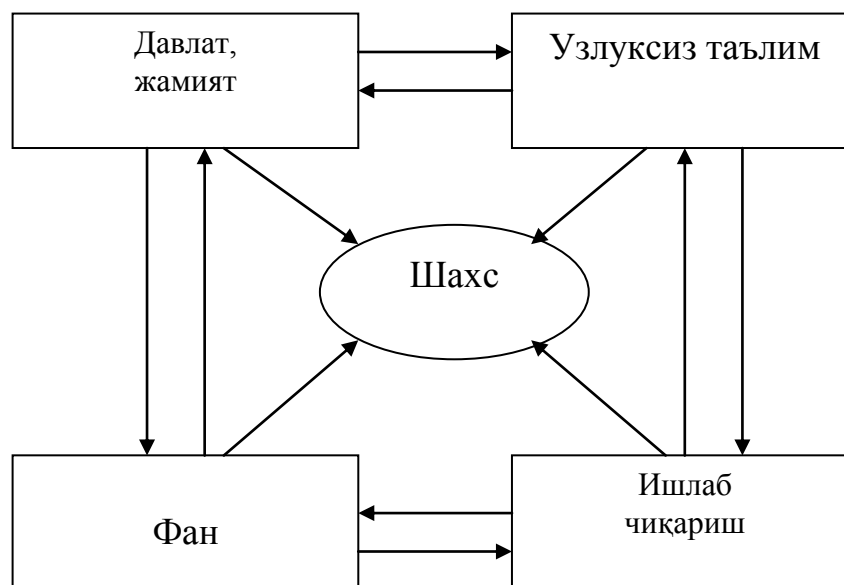 Давлат,
жамият
Узлуксиз таълим
Шахс
Фан
Ишлаб
чиқариш